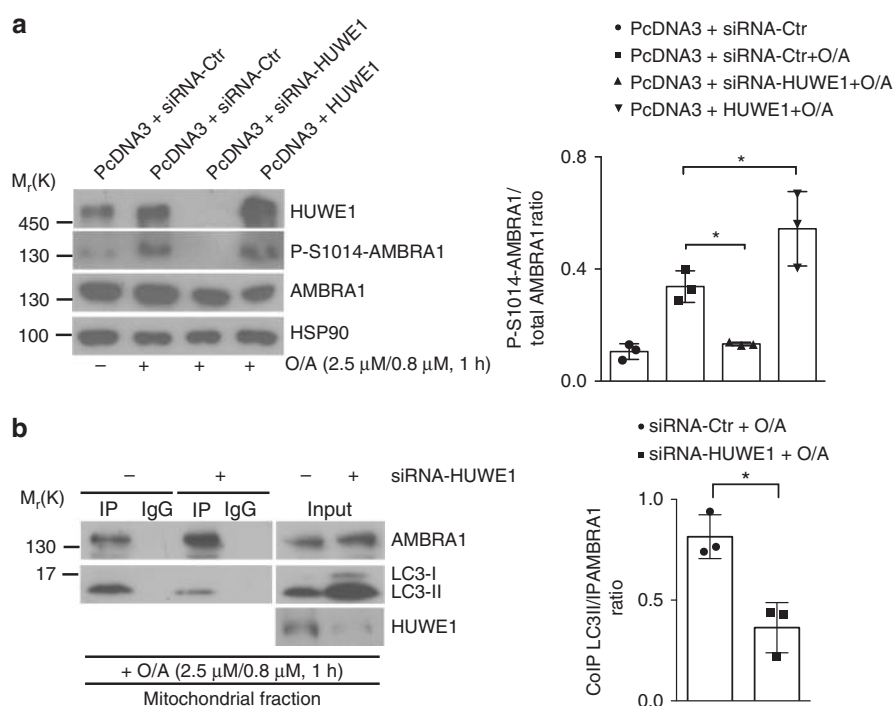 a
PcDNA3 + siRNA-Ctr
PcDNA3 + siRNA-Ctr
PcDNA3 + siRNA-HUWE1
PcDNA3 + HUWE1
Mr(K)
450
HUWE1
130
P-S1014-AMBRA1
130
AMBRA1
100
HSP90
– + + + O/A (2.5 μM/0.8 μM, 1 h)
PcDNA3 + siRNA-Ctr
PcDNA3 + siRNA-Ctr+O/A
PcDNA3 + siRNA-HUWE1+O/A
PcDNA3 + HUWE1+O/A
P-S1014-AMBRA1/
total AMBRA1 ratio
0.8
0.4
0.0
*
*
b
– + – + siRNA-HUWE1
Mr(K)
IP IgG IP IgG Input
130
AMBRA1
17
LC3-I
LC3-II
HUWE1
+ O/A (2.5 μM/0.8 μM, 1 h)
Mitochondrial fraction
siRNA-Ctr + O/A
siRNA-HUWE1 + O/A
CoIP LC3II/IPAMBRA1
ratio
1.0
0.5
0.0
*